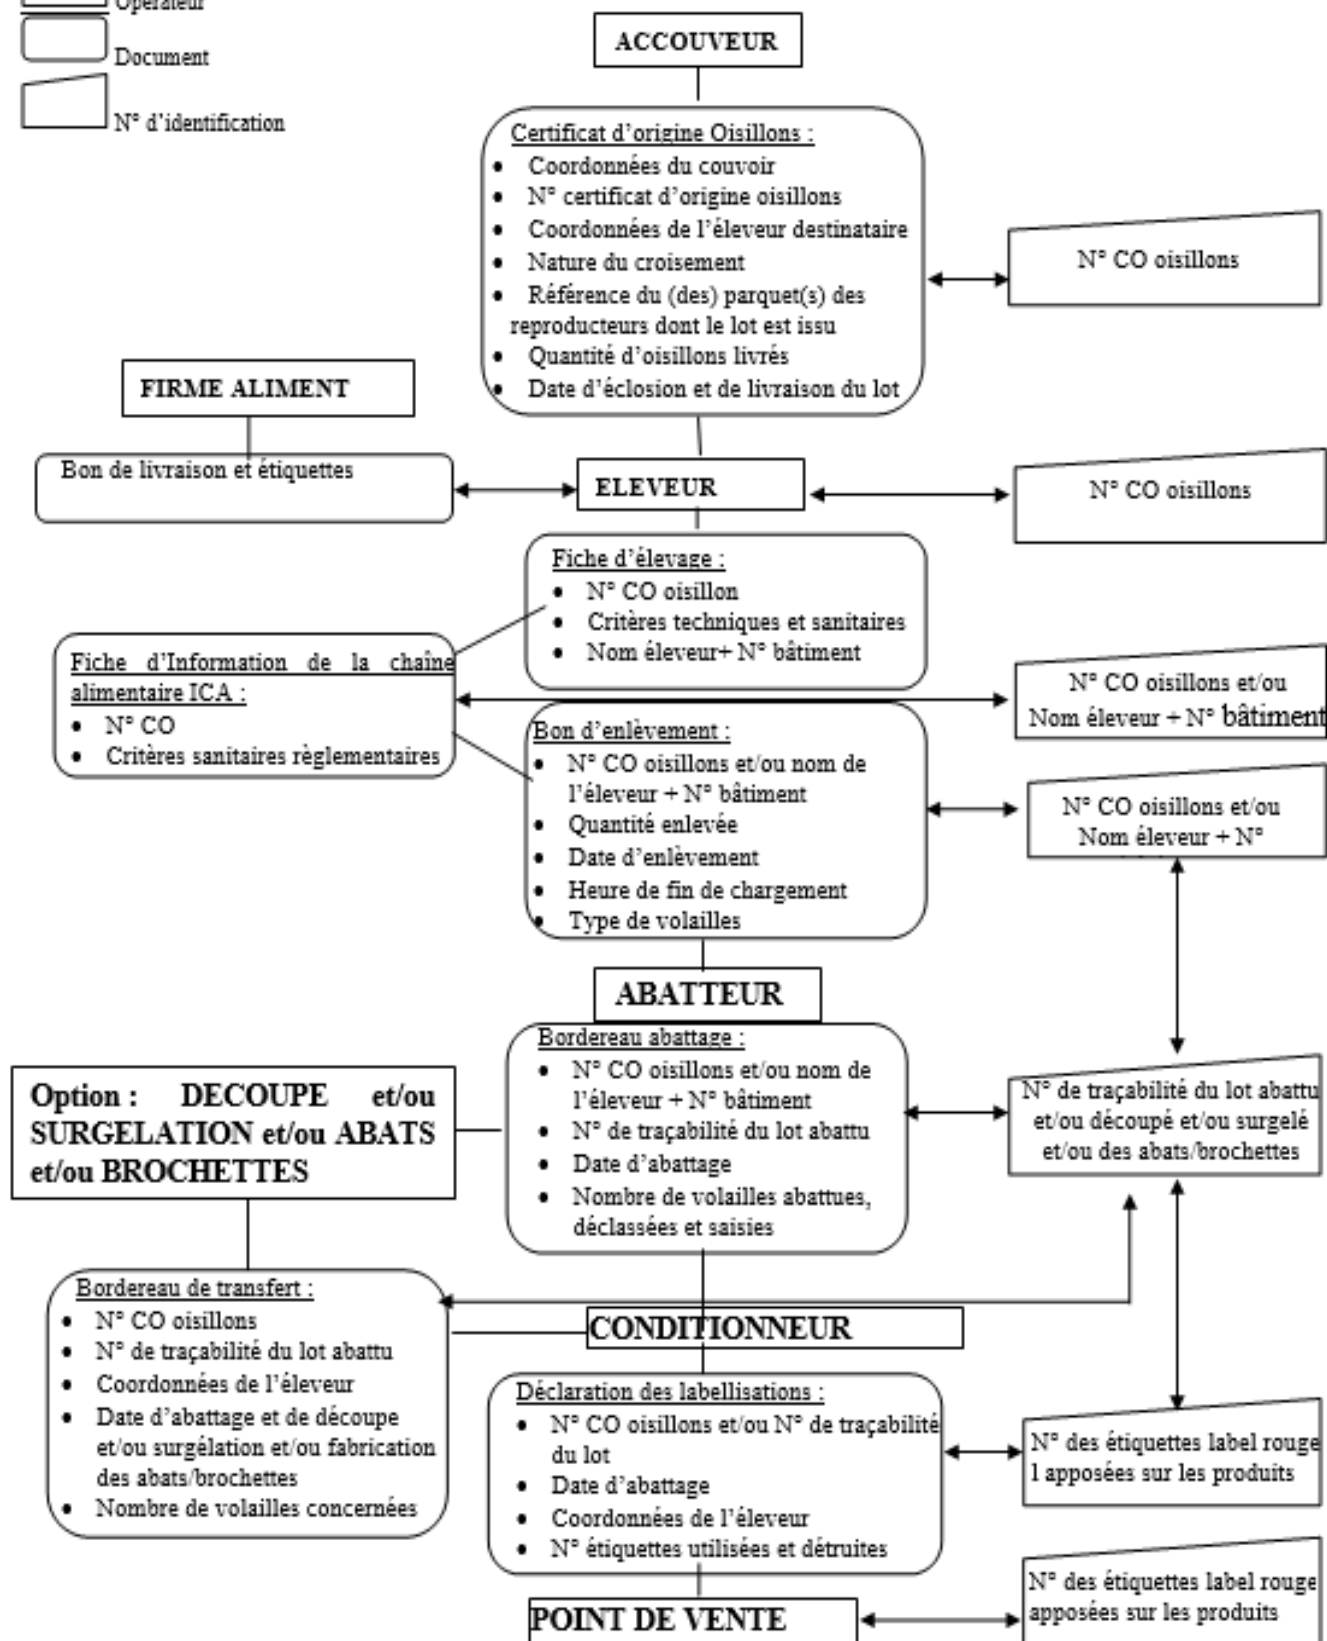 Opérateur
Document
N° d'identification
ACCOUVEUR
Certificat d'origine Oisillons :
• Coordonnées du couvoir
• N° certificat d'origine oisillons
• Coordonnées de l'éleveur destinataire
• Nature du croisement
• Référence du (des) parquet(s) des
reproducteurs dont le lot est issu
• Quantité d'oisillons livrés
• Date d'éclosion et de livraison du lot
N° CO oisillons
FIRME ALIMENT
Bon de livraison et étiquettes
ELEVEUR
N° CO oisillons
Fiche d'élevage :
• N° CO oisillon
• Critères techniques et sanitaires
• Nom éleveur+ N° bâtiment
Fiche d'Information de la chaîne
alimentaire ICA :
• N° CO
• Critères sanitaires règlementaires
N° CO oisillons et/ou
Nom éleveur + N° bâtiment
Bon d'enlèvement :
• N° CO oisillons et/ou nom de
l'éleveur + N° bâtiment
• Quantité enlevée
• Date d'enlèvement
• Heure de fin de chargement
• Type de volailles
N° CO oisillons et/ou
Nom éleveur + N°
ABATTEUR
Bordereau abattage :
• N° CO oisillons et/ou nom de
l'éleveur + N° bâtiment
• N° de traçabilité du lot abattu
• Date d'abattage
• Nombre de volailles abattues,
déclassées et saisies
Option : DECOUPE et/ou
SURGELATION et/ou ABATS
et/ou BROCHETTES
N° de traçabilité du lot abattu
et/ou découpé et/ou surgelé
et/ou des abats/brochettes
Bordereau de transfert :
• N° CO oisillons
• N° de traçabilité du lot abattu
• Coordonnées de l'éleveur
• Date d'abattage et de découpe
et/ou surgélation et/ou fabrication
des abats/brochettes
• Nombre de volailles concernées
CONDITIONNEUR
Déclaration des labellisations :
• N° CO oisillons et/ou N° de traçabilité
du lot
• Date d'abattage
• Coordonnées de l'éleveur
• N° étiquettes utilisées et détruites
N° des étiquettes label rouge
l apposées sur les produits
POINT DE VENTE
N° des étiquettes label rouge
apposées sur les produits